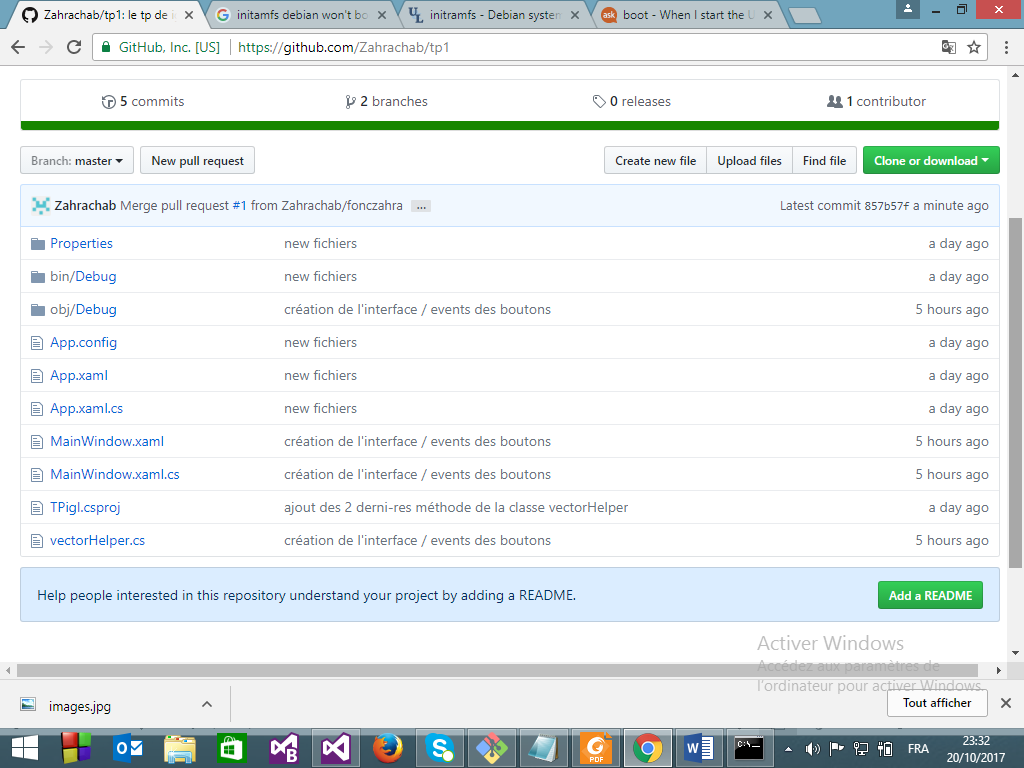 Zahrachab/tp1: le tp de i
initamfs debian won't bo
initramfs - Debian system
boot - When I start the U
GitHub, Inc. [US] https://github.com/Zahrachab/tp1
5 commits 2 branches 0 releases 1 contributor
Branch: master New pull request Create new file Upload files Find file Clone or download
Zahrachab Merge pull request #1 from Zahrachab/fonczahra ... Latest commit 857b57f a minute ago
Properties new fichiers a day ago
bin/Debug new fichiers a day ago
obj/Debug création de l'interface / events des boutons 5 hours ago
App.config new fichiers a day ago
App.xaml new fichiers a day ago
App.xaml.cs new fichiers a day ago
MainWindow.xaml création de l'interface / events des boutons 5 hours ago
MainWindow.xaml.cs création de l'interface / events des boutons 5 hours ago
TPigl.csproj ajout des 2 derni-res méthode de la classe vectorHelper a day ago
vectorHelper.cs création de l'interface / events des boutons 5 hours ago
Help people interested in this repository understand your project by adding a README. Add a README
Activer Windows
Accédez aux paramètres de
l'ordinateur pour activer Windows.
images.jpg Tout afficher
FRA 23:32
20/10/2017